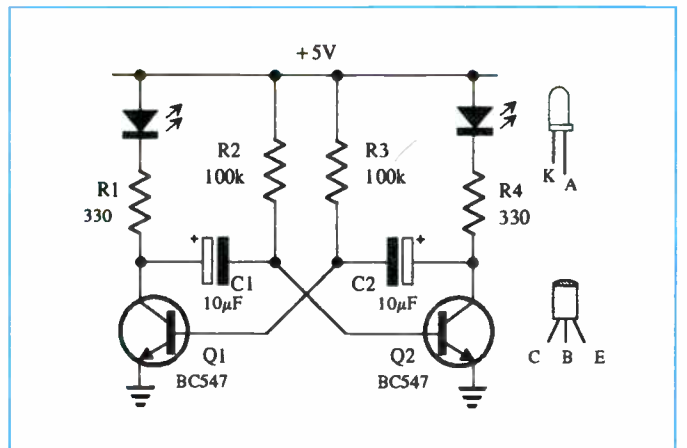 +5V
R2
100k
R3
100k
R1
330
R4
330
K
A
+
C1
10µF
C2
+
10µF
Q1
BC547
Q2
BC547
C B E